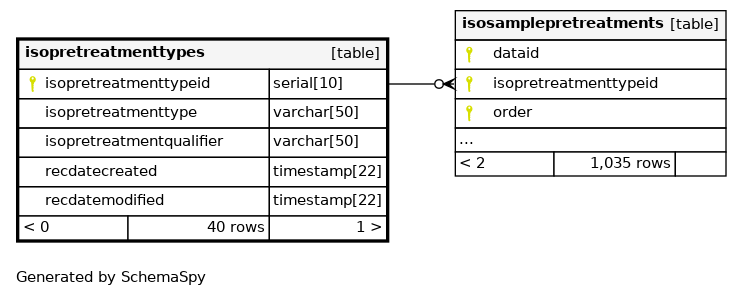 isopretreatmenttypes [table]
isopretreatmenttypeid serial[10]
isopretreatmenttype varchar[50]
isopretreatmentqualifier varchar[50]
recdatecreated timestamp[22]
recdatemodified timestamp[22]
< 0 40 rows 1 >
isosamplepretreatments [table]
dataid
isopretreatmenttypeid
order
...
< 2 1,035 rows
Generated by SchemaSpy